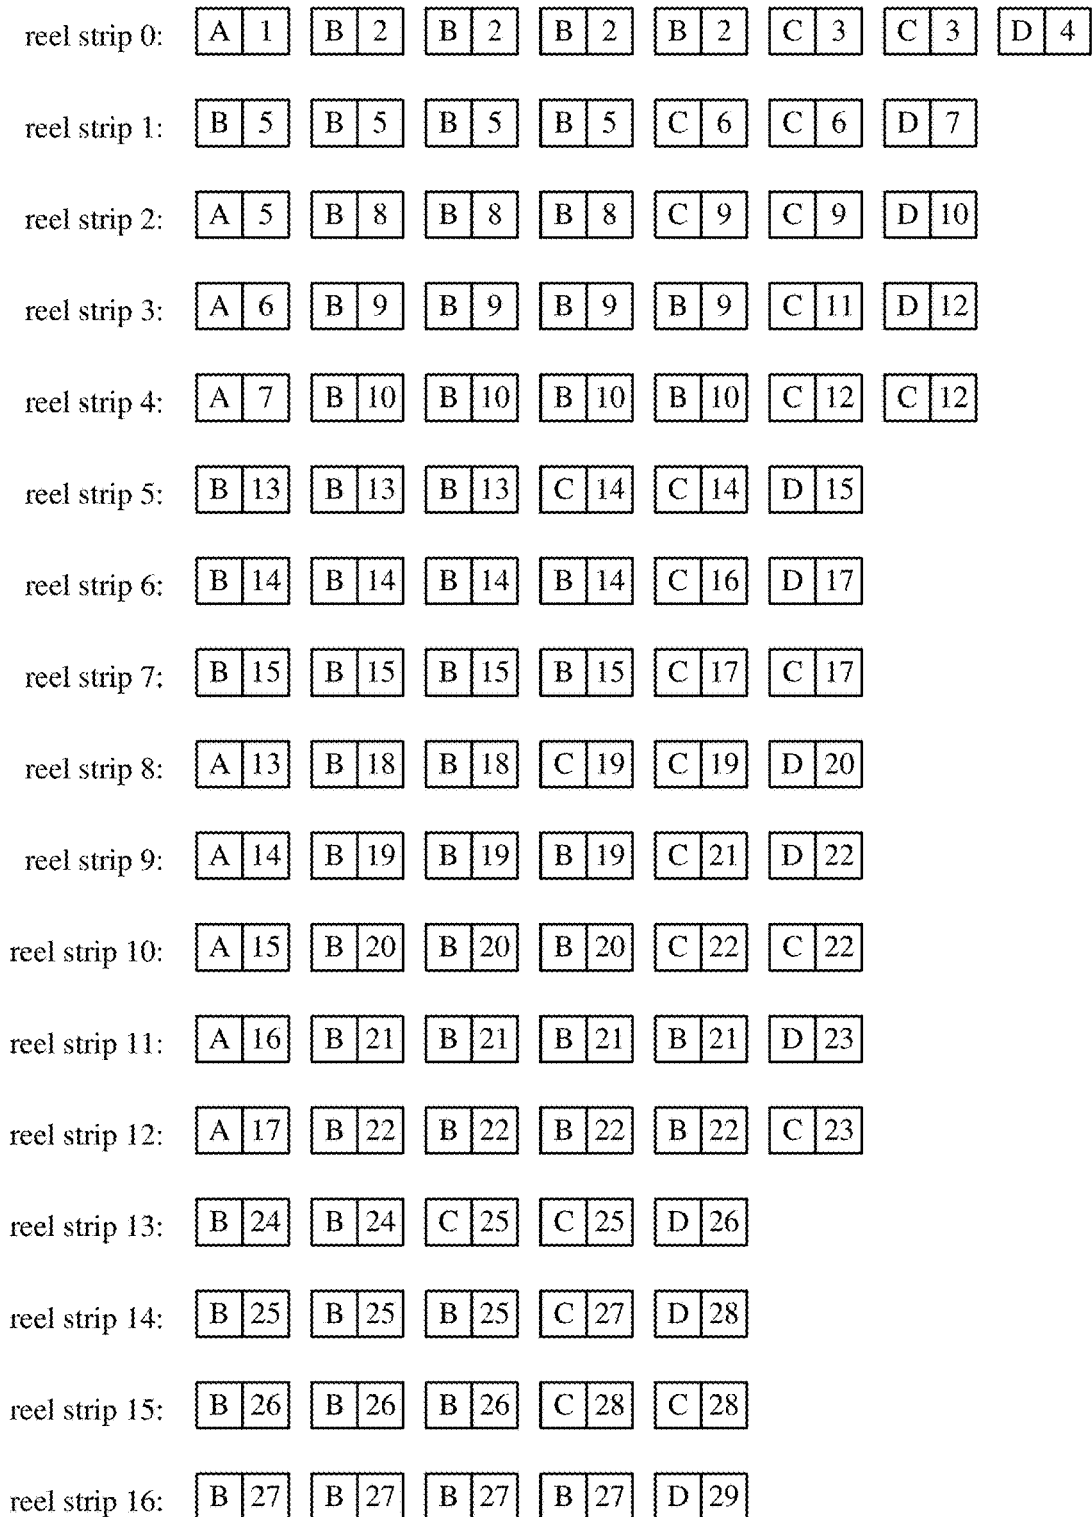 reel strip 0: A 1 B 2 B 2 B 2 B 2 C 3 C 3 D 4
reel strip 1: B 5 B 5 B 5 B 5 C 6 C 6 D 7
reel strip 2: A 5 B 8 B 8 B 8 C 9 C 9 D 10
reel strip 3: A 6 B 9 B 9 B 9 B 9 C 11 D 12
reel strip 4: A 7 B 10 B 10 B 10 B 10 C 12 C 12
reel strip 5: B 13 B 13 B 13 C 14 C 14 D 15
reel strip 6: B 14 B 14 B 14 B 14 C 16 D 17
reel strip 7: B 15 B 15 B 15 B 15 C 17 C 17
reel strip 8: A 13 B 18 B 18 C 19 C 19 D 20
reel strip 9: A 14 B 19 B 19 B 19 C 21 D 22
reel strip 10: A 15 B 20 B 20 B 20 C 22 C 22
reel strip 11: A 16 B 21 B 21 B 21 B 21 D 23
reel strip 12: A 17 B 22 B 22 B 22 B 22 C 23
reel strip 13: B 24 B 24 C 25 C 25 D 26
reel strip 14: B 25 B 25 B 25 C 27 D 28
reel strip 15: B 26 B 26 B 26 C 28 C 28
reel strip 16: B 27 B 27 B 27 B 27 D 29